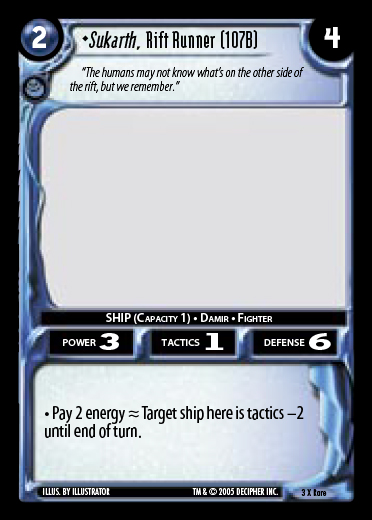 2
•Sukarth, Rift Runner (107B)
4
"The humans may not know what's on the other side of
the rift, but we remember."
SHIP (CAPACITY 1) • DAMIR • FIGHTER
POWER 3 TACTICS 1 DEFENSE 6
• Pay 2 energy ≈ Target ship here is tactics –2
until end of turn.
ILLUS. BY ILLUSTRATOR TM & © 2005 DECIPHER INC. 3 X Rare